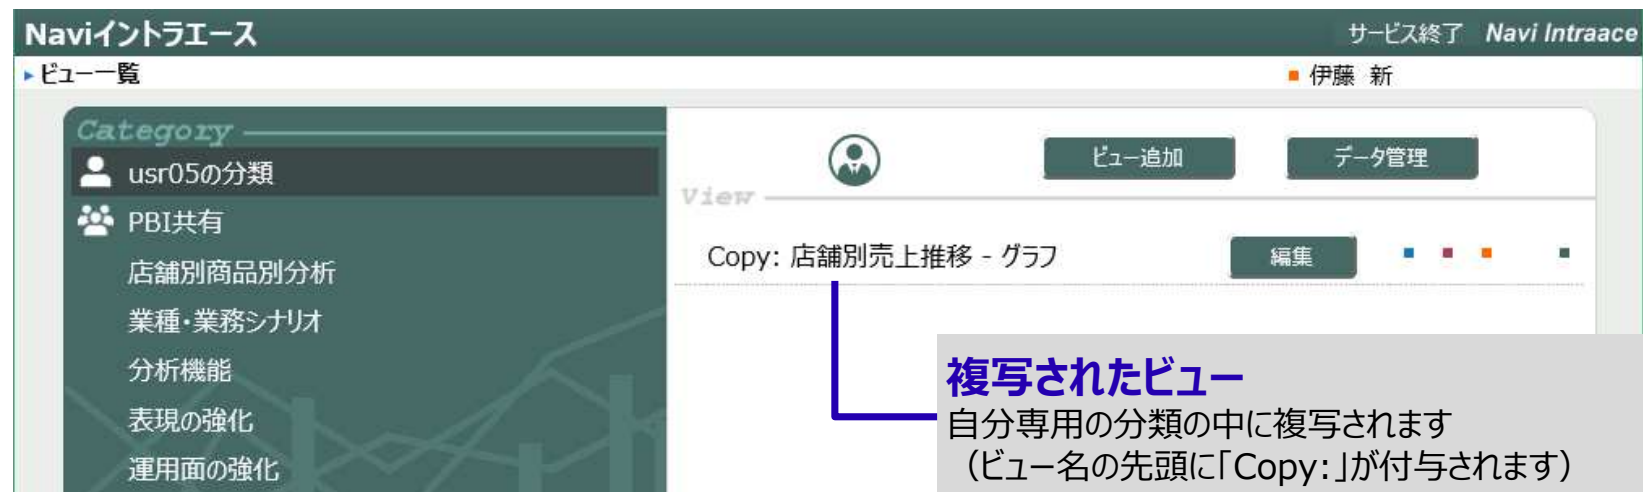 Naviイントラエース
サービス終了 Navi Intraace
ビュー一覧
伊藤 新
Category
usr05の分類
PBI共有
店舗別商品別分析
業種・業務シナリオ
分析機能
表現の強化
運用面の強化
ビュー追加
データ管理
View
Copy: 店舗別売上推移 - グラフ
編集
複写されたビュー
自分専用の分類の中に複写されます
（ビュー名の先頭に「Copy:」が付与されます）